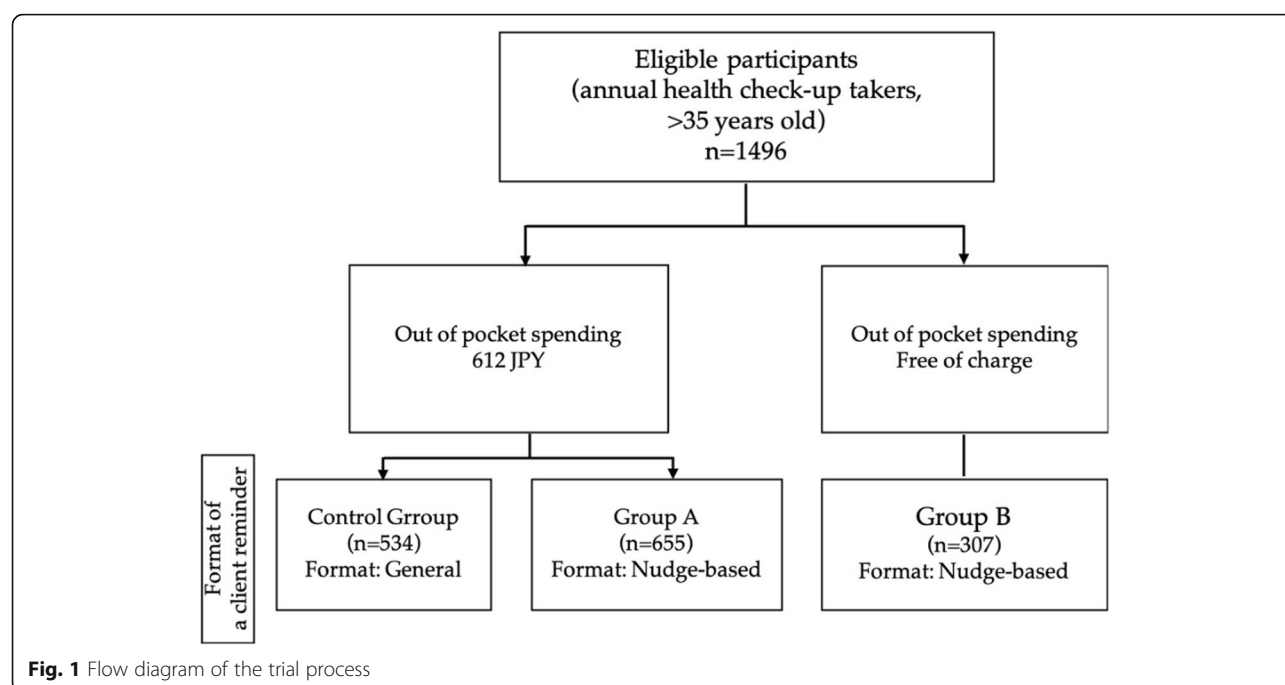 Eligible participants
(annual health check-up takers,
>35 years old)
n=1496
Out of pocket spending
612 JPY
Out of pocket spending
Free of charge
Format of
a client reminder
Control Grroup
(n=534)
Format: General
Group A
(n=655)
Format: Nudge-based
Group B
(n=307)
Format: Nudge-based
Fig. 1 Flow diagram of the trial process